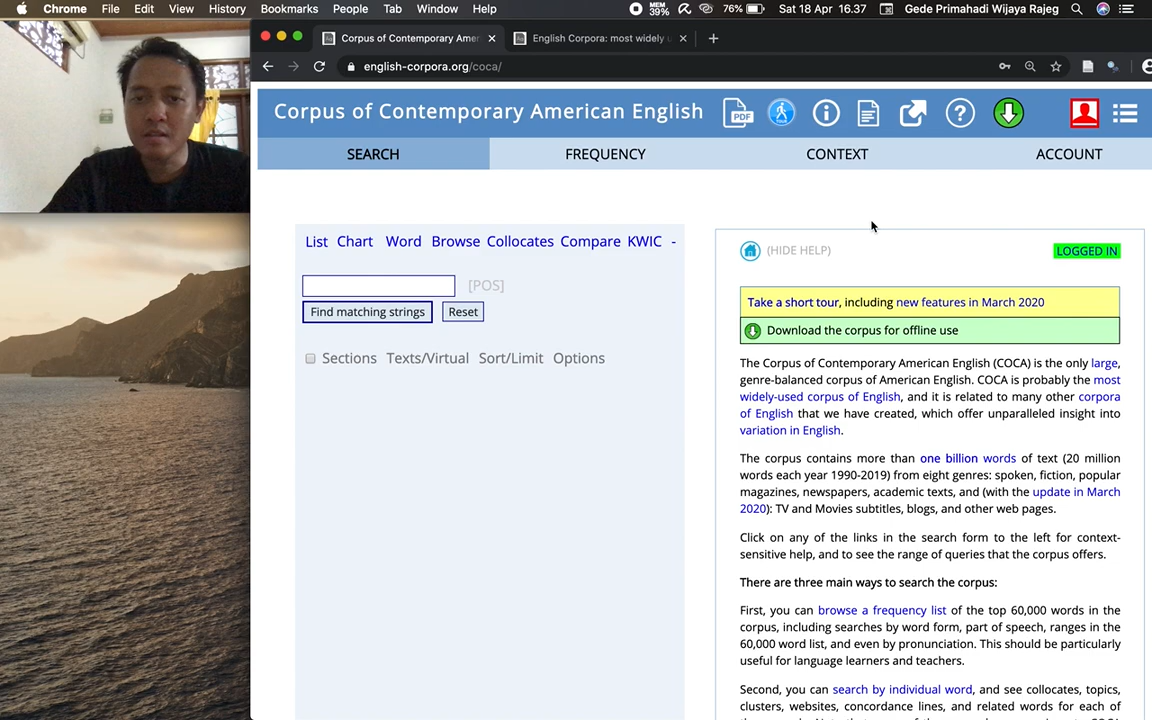 Chrome File Edit View History Bookmarks People Tab Window Help MEM 39% 76% Sat 18 Apr 16.37 Gede Primahadi Wijaya Rajeg
Corpus of Contemporary Amer
English Corpora: most widely u
english-corpora.org/coca/
Corpus of Contemporary American English
PDF
TOUR
SEARCH FREQUENCY CONTEXT ACCOUNT
List Chart Word Browse Collocates Compare KWIC -
[POS]
Find matching strings Reset
Sections Texts/Virtual Sort/Limit Options
(HIDE HELP) LOGGED IN
Take a short tour, including new features in March 2020
Download the corpus for offline use
The Corpus of Contemporary American English (COCA) is the only large,
genre-balanced corpus of American English. COCA is probably the most
widely-used corpus of English, and it is related to many other corpora
of English that we have created, which offer unparalleled insight into
variation in English.
The corpus contains more than one billion words of text (20 million
words each year 1990-2019) from eight genres: spoken, fiction, popular
magazines, newspapers, academic texts, and (with the update in March
2020): TV and Movies subtitles, blogs, and other web pages.
Click on any of the links in the search form to the left for context-
sensitive help, and to see the range of queries that the corpus offers.
There are three main ways to search the corpus:
First, you can browse a frequency list of the top 60,000 words in the
corpus, including searches by word form, part of speech, ranges in the
60,000 word list, and even by pronunciation. This should be particularly
useful for language learners and teachers.
Second, you can search by individual word, and see collocates, topics,
clusters, websites, concordance lines, and related words for each of